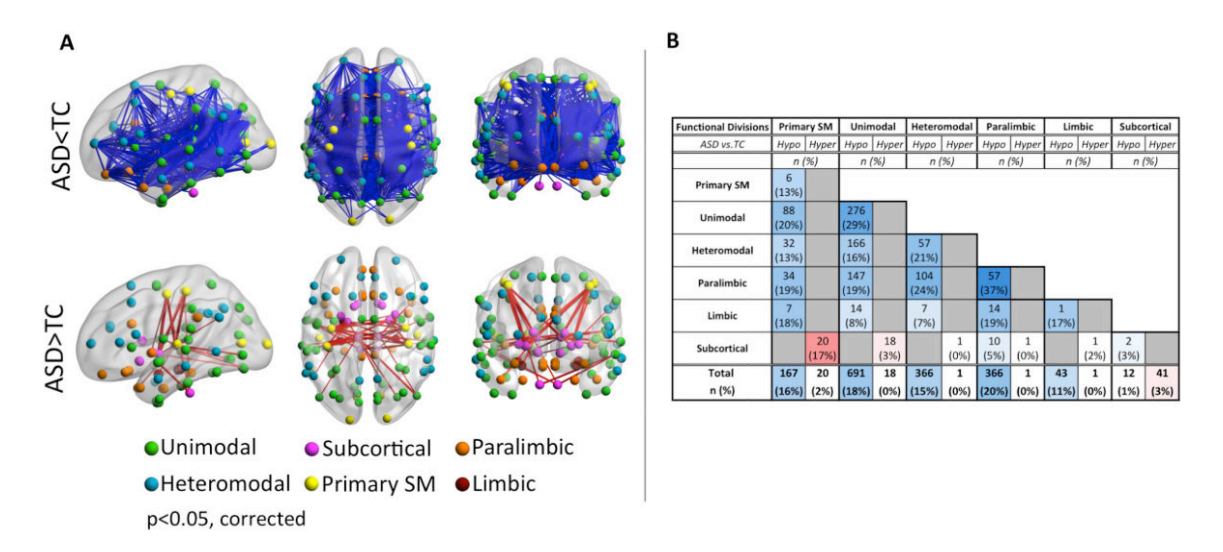 A
ASD<TC
ASD>TC
Unimodal Subcortical Paralimbic
Heteromodal Primary SM Limbic
p<0.05, corrected
B
Functional Divisions Primary SM Unimodal Heteromodal Paralimbic Limbic Subcortical
ASD vs.TC Hypo Hyper Hypo Hyper Hypo Hyper Hypo Hyper Hypo Hyper Hypo Hyper
n (%) n (%) n (%) n (%) n (%) n (%)
Primary SM 6
(13%)
Unimodal 88 276
(20%) (29%)
Heteromodal 32 166 57
(13%) (16%) (21%)
Paralimbic 34 147 104 57
(19%) (19%) (24%) (37%)
Limbic 7 14 7 14 1
(18%) (8%) (7%) (19%) (17%)
Subcortical 20 18 1 10 1 1 2
(17%) (3%) (0%) (5%) (0%) (2%) (3%)
Total 167 20 691 18 366 1 366 1 43 1 12 41
n (%) (16%) (2%) (18%) (0%) (15%) (0%) (20%) (0%) (11%) (0%) (1%) (3%)